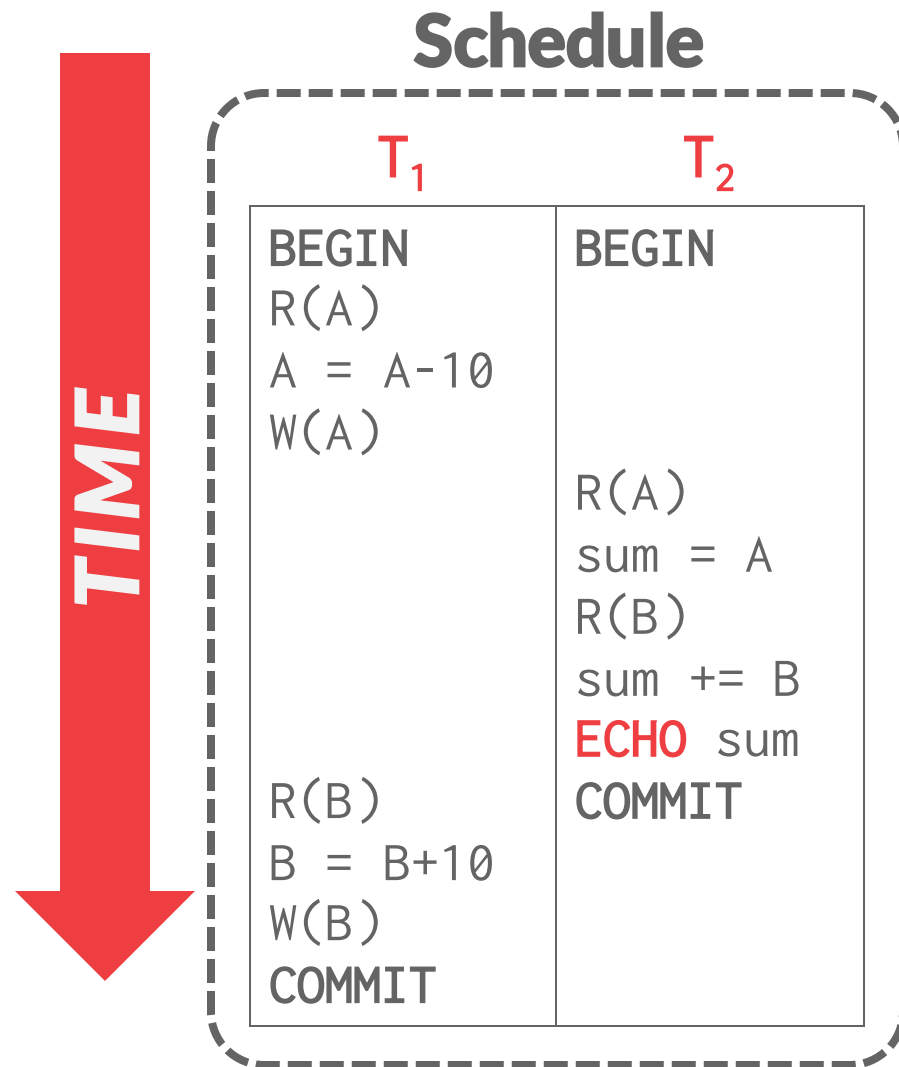 Schedule
TIME
T1 T2
BEGIN BEGIN
R(A)
A = A-10
W(A)
R(A)
sum = A
R(B)
sum += B
ECHO sum
R(B) COMMIT
B = B+10
W(B)
COMMIT